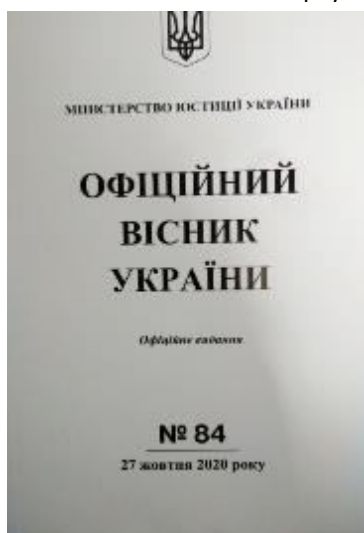 МІНІСТЕРСТВО ЮСТИЦІЇ УКРАЇНИ
ОФІЦІЙНИЙ
ВІСНИК
УКРАЇНИ
Офіційне видання
№ 84
27 жовтня 2020 року